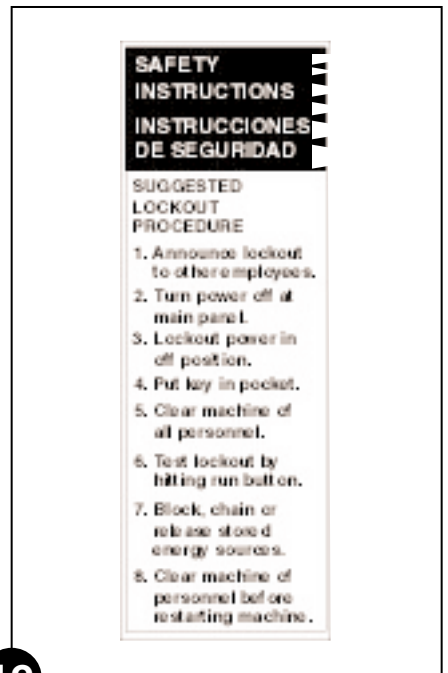 SAFETY
INSTRUCTIONS
INSTRUCCIONES
DE SEGURIDAD
SUGGESTED
LOCKOUT
PROCEDURE
1. Announce lockout
to other employees.
2. Turn power off at
main panel.
3. Lockout power in
off position.
4. Put key in pocket.
5. Clear machine of
all personnel.
6. Test lockout by
hitting run button.
7. Block, chain or
release stored
energy sources.
8. Clear machine of
personnel before
restarting machine.